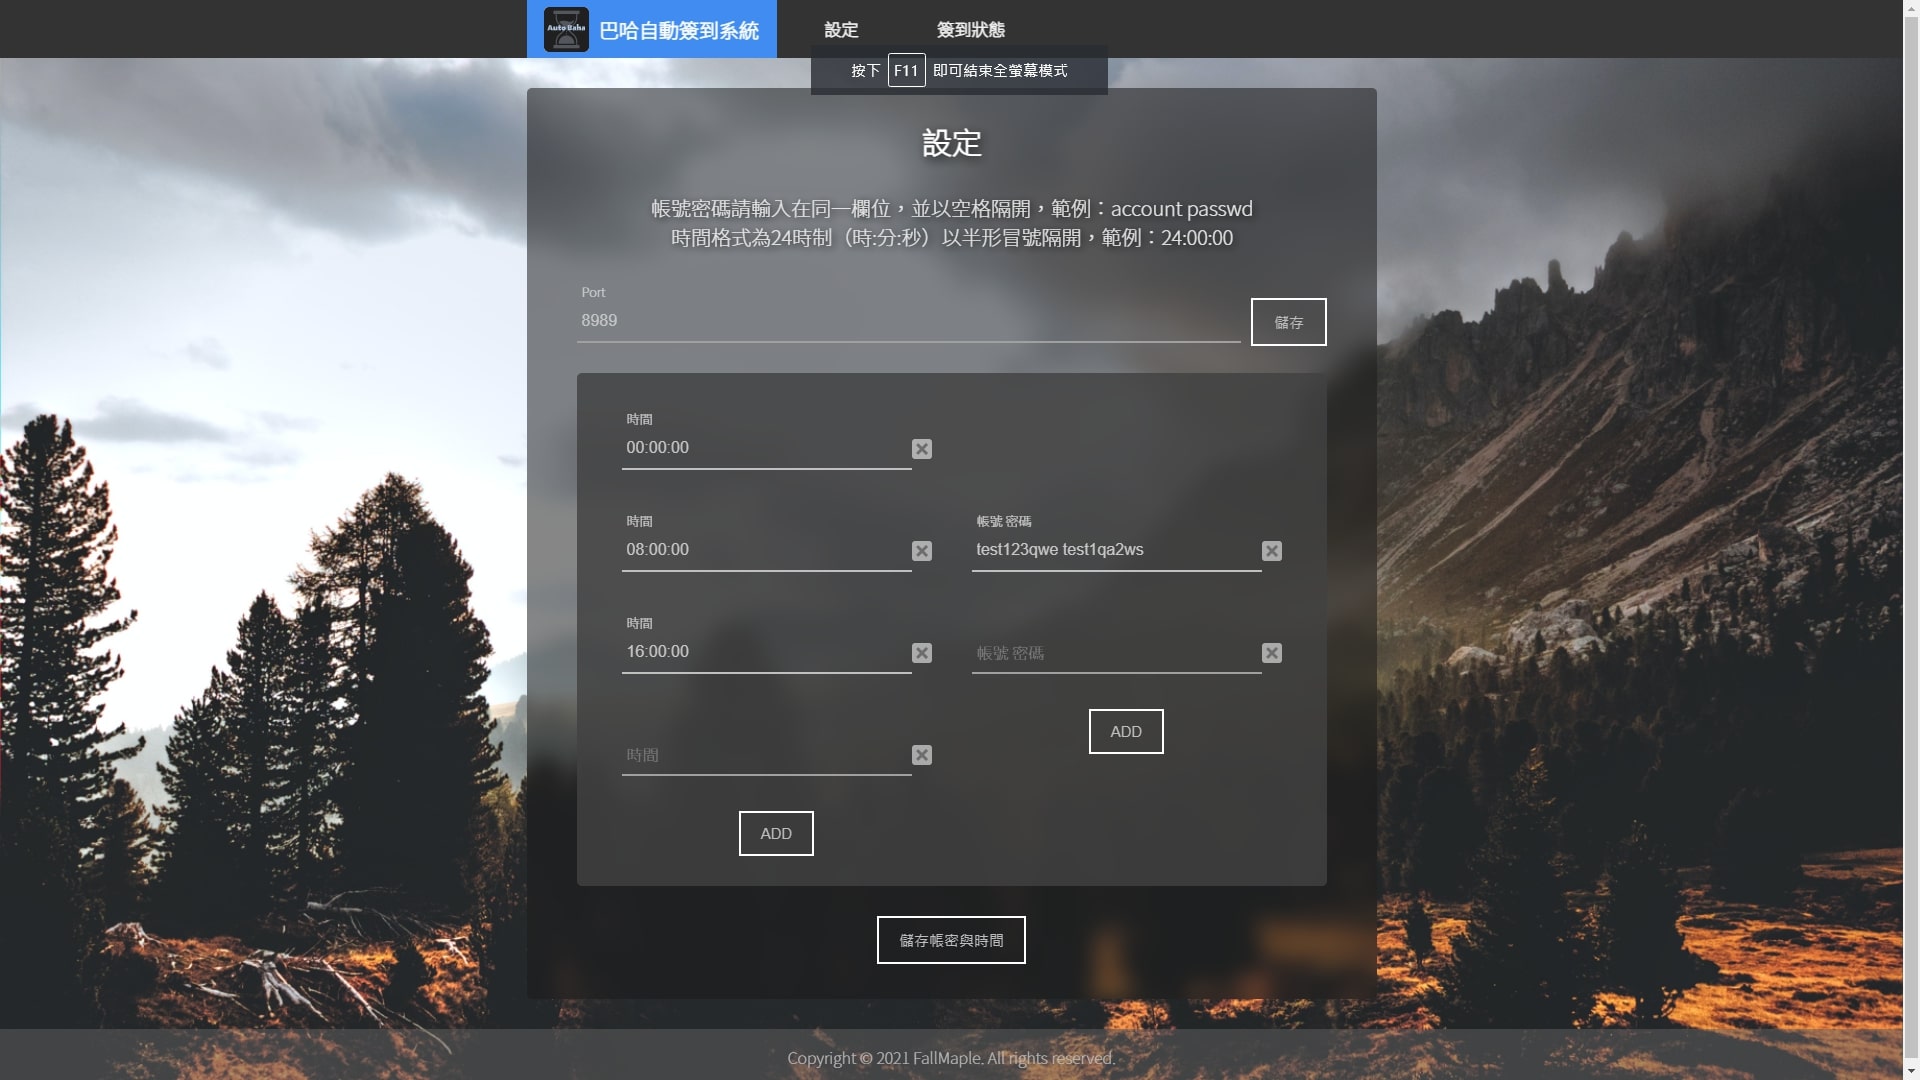 Auto Baha
巴哈自動簽到系統
設定
簽到狀態
按下 F11 即可結束全螢幕模式
設定
帳號密碼請輸入在同一欄位，並以空格隔開，範例：account passwd
時間格式為24時制（時:分:秒）以半形冒號隔開，範例：24:00:00
Port
8989
儲存
時間
00:00:00
時間
08:00:00
帳號 密碼
test123qwe test1qa2ws
時間
16:00:00
帳號 密碼
ADD
時間
ADD
儲存帳密與時間
Copyright © 2021 FallMaple. All rights reserved.